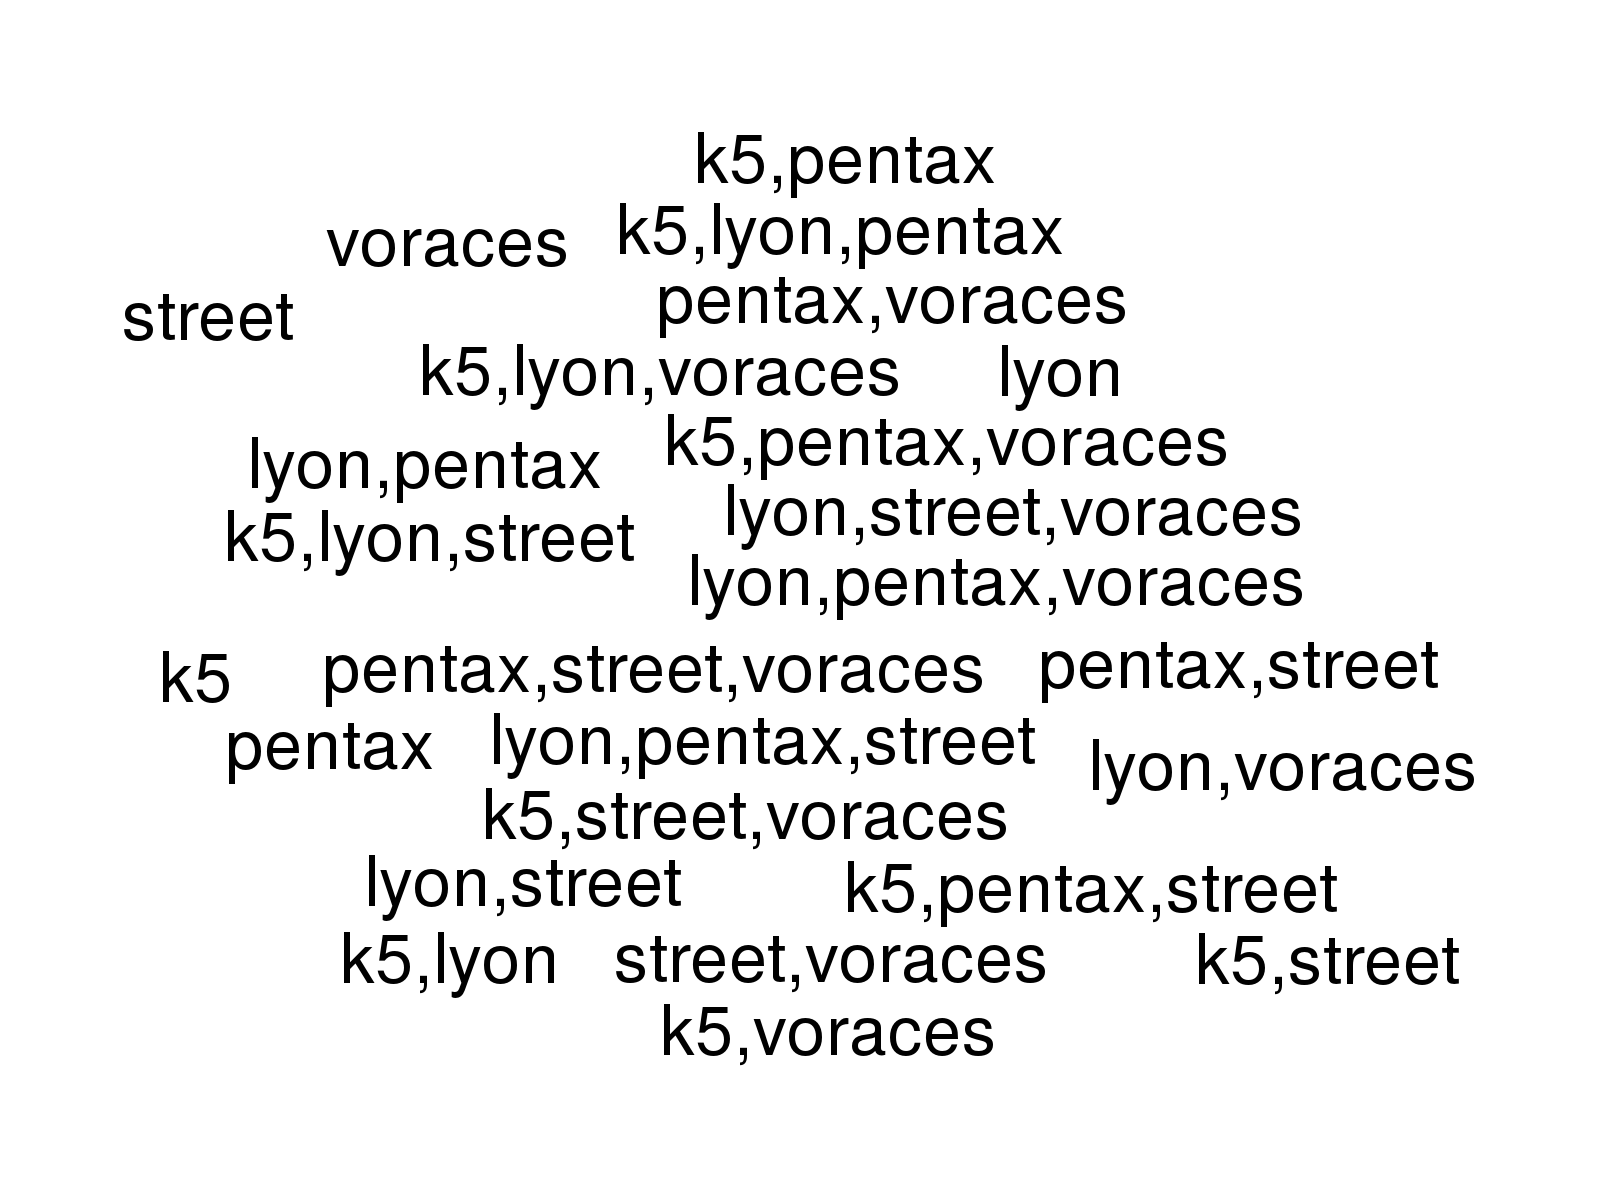 k5,pentax
voraces k5,lyon,pentax
street pentax,voraces
k5,lyon,voraces lyon
lyon,pentax k5,pentax,voraces
k5,lyon,street lyon,street,voraces
lyon,pentax,voraces
k5 pentax,street,voraces pentax,street
pentax lyon,pentax,street lyon,voraces
k5,street,voraces
lyon,street k5,pentax,street
k5,lyon street,voraces k5,street
k5,voraces